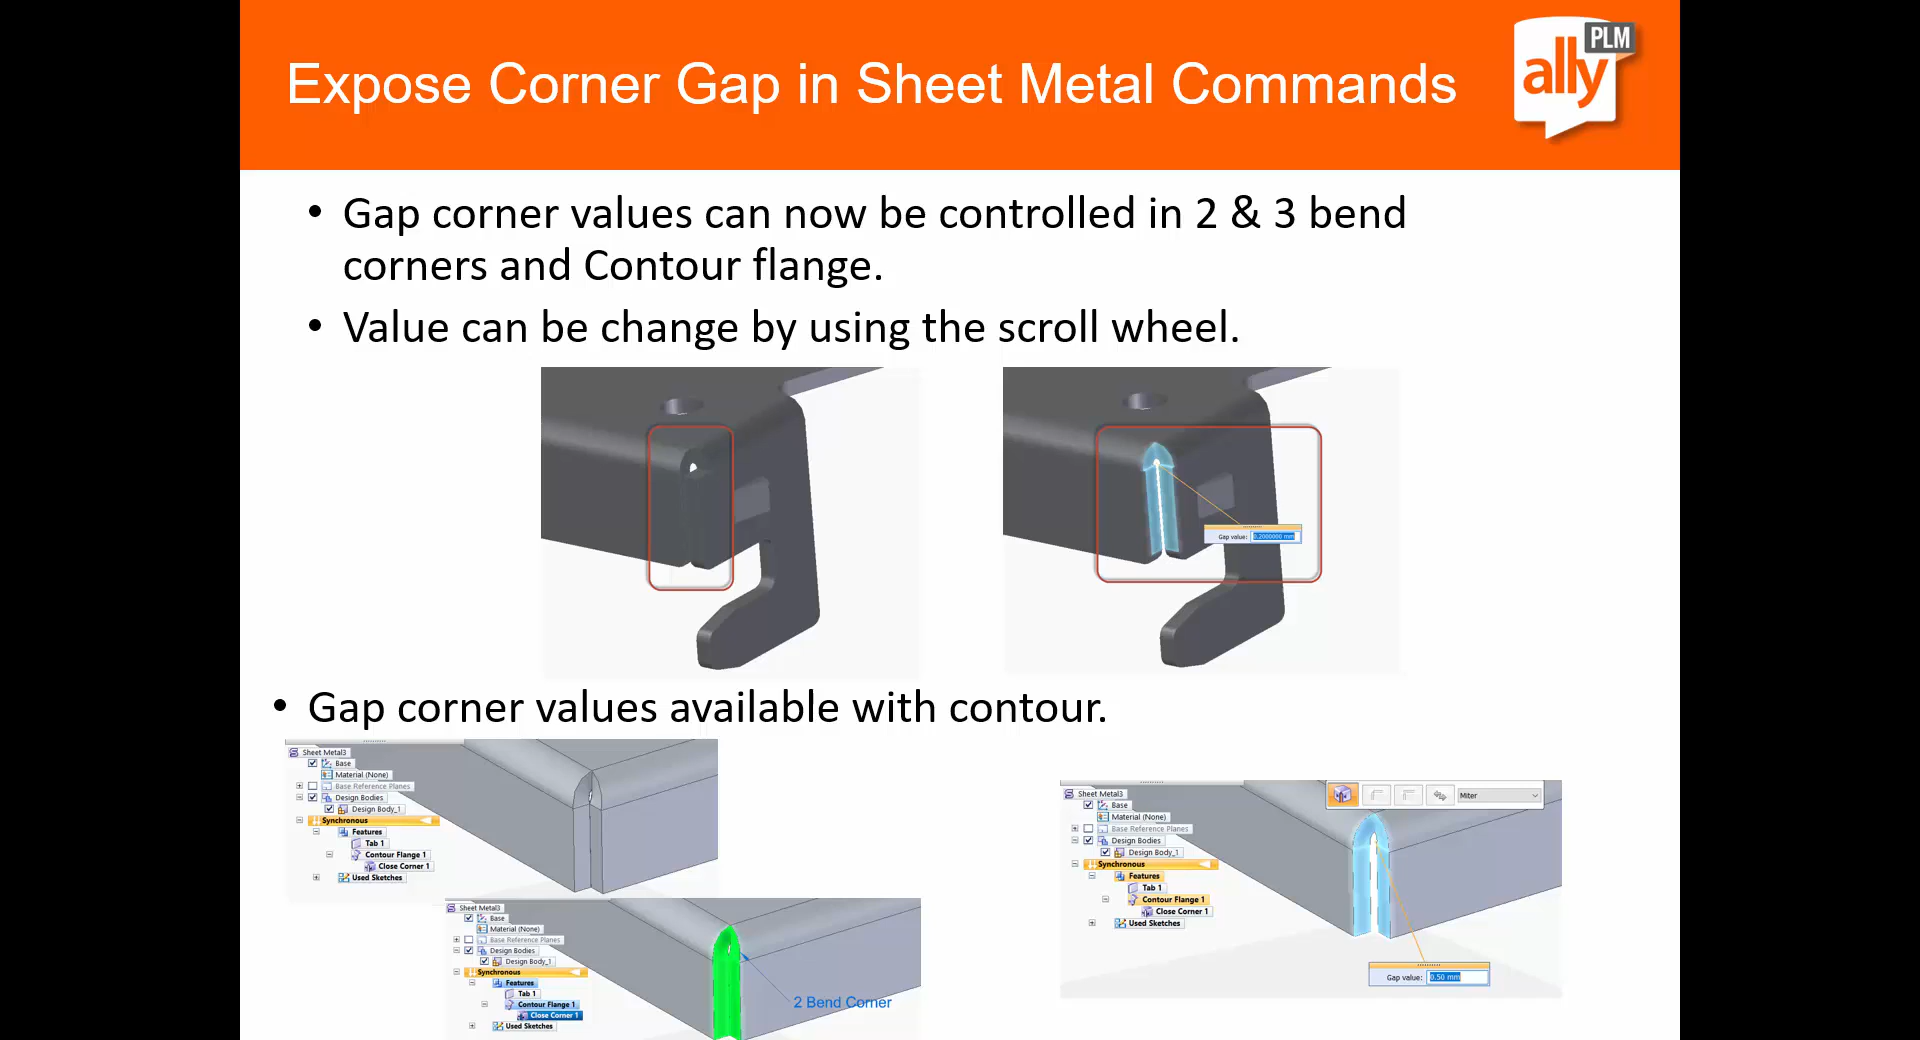 Expose Corner Gap in Sheet Metal Commands
ally PLM
• Gap corner values can now be controlled in 2 & 3 bend
corners and Contour flange.
• Value can be change by using the scroll wheel.
Gap value: 0.2000000 mm
• Gap corner values available with contour.
Sheet Metal3
Base
Material (None)
Base Reference Planes
Design Bodies
Design Body_1
Synchronous
Features
Tab 1
Contour Flange 1
Close Corner 1
Used Sketches
Sheet Metal3
Base
Material (None)
Base Reference Planes
Design Bodies
Design Body_1
Synchronous
Features
Tab 1
Contour Flange 1
Close Corner 1
Used Sketches
2 Bend Corner
Miter
Sheet Metal3
Base
Material (None)
Base Reference Planes
Design Bodies
Design Body_1
Synchronous
Features
Tab 1
Contour Flange 1
Close Corner 1
Used Sketches
Gap value: 0.50 mm